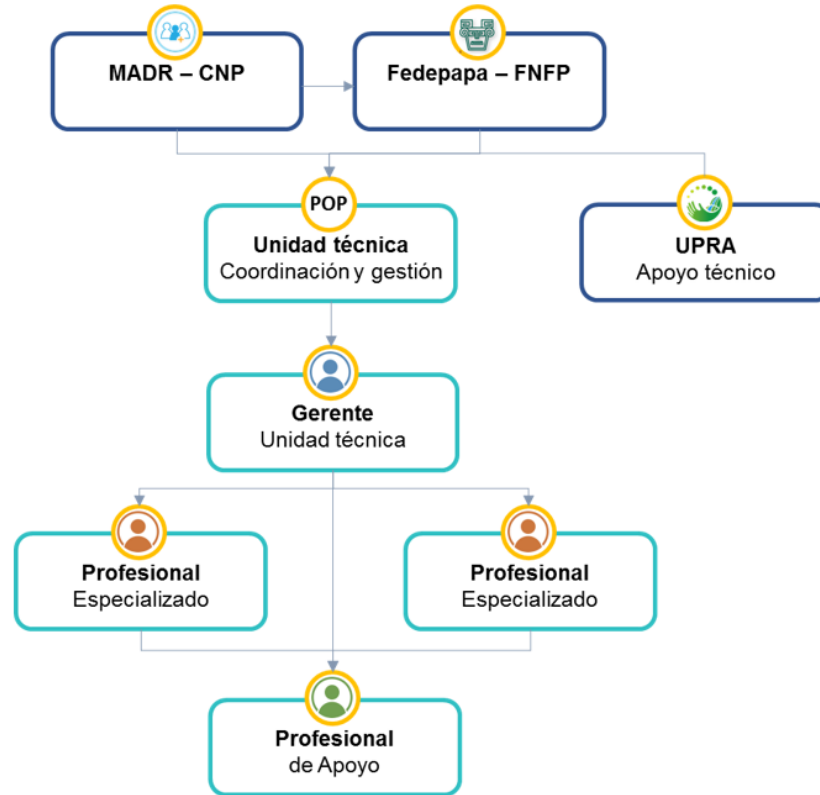 MADR – CNP
Fedepapa – FNFP
POP
Unidad técnica
Coordinación y gestión
UPRA
Apoyo técnico
Gerente
Unidad técnica
Profesional
Especializado
Profesional
Especializado
Profesional
de Apoyo